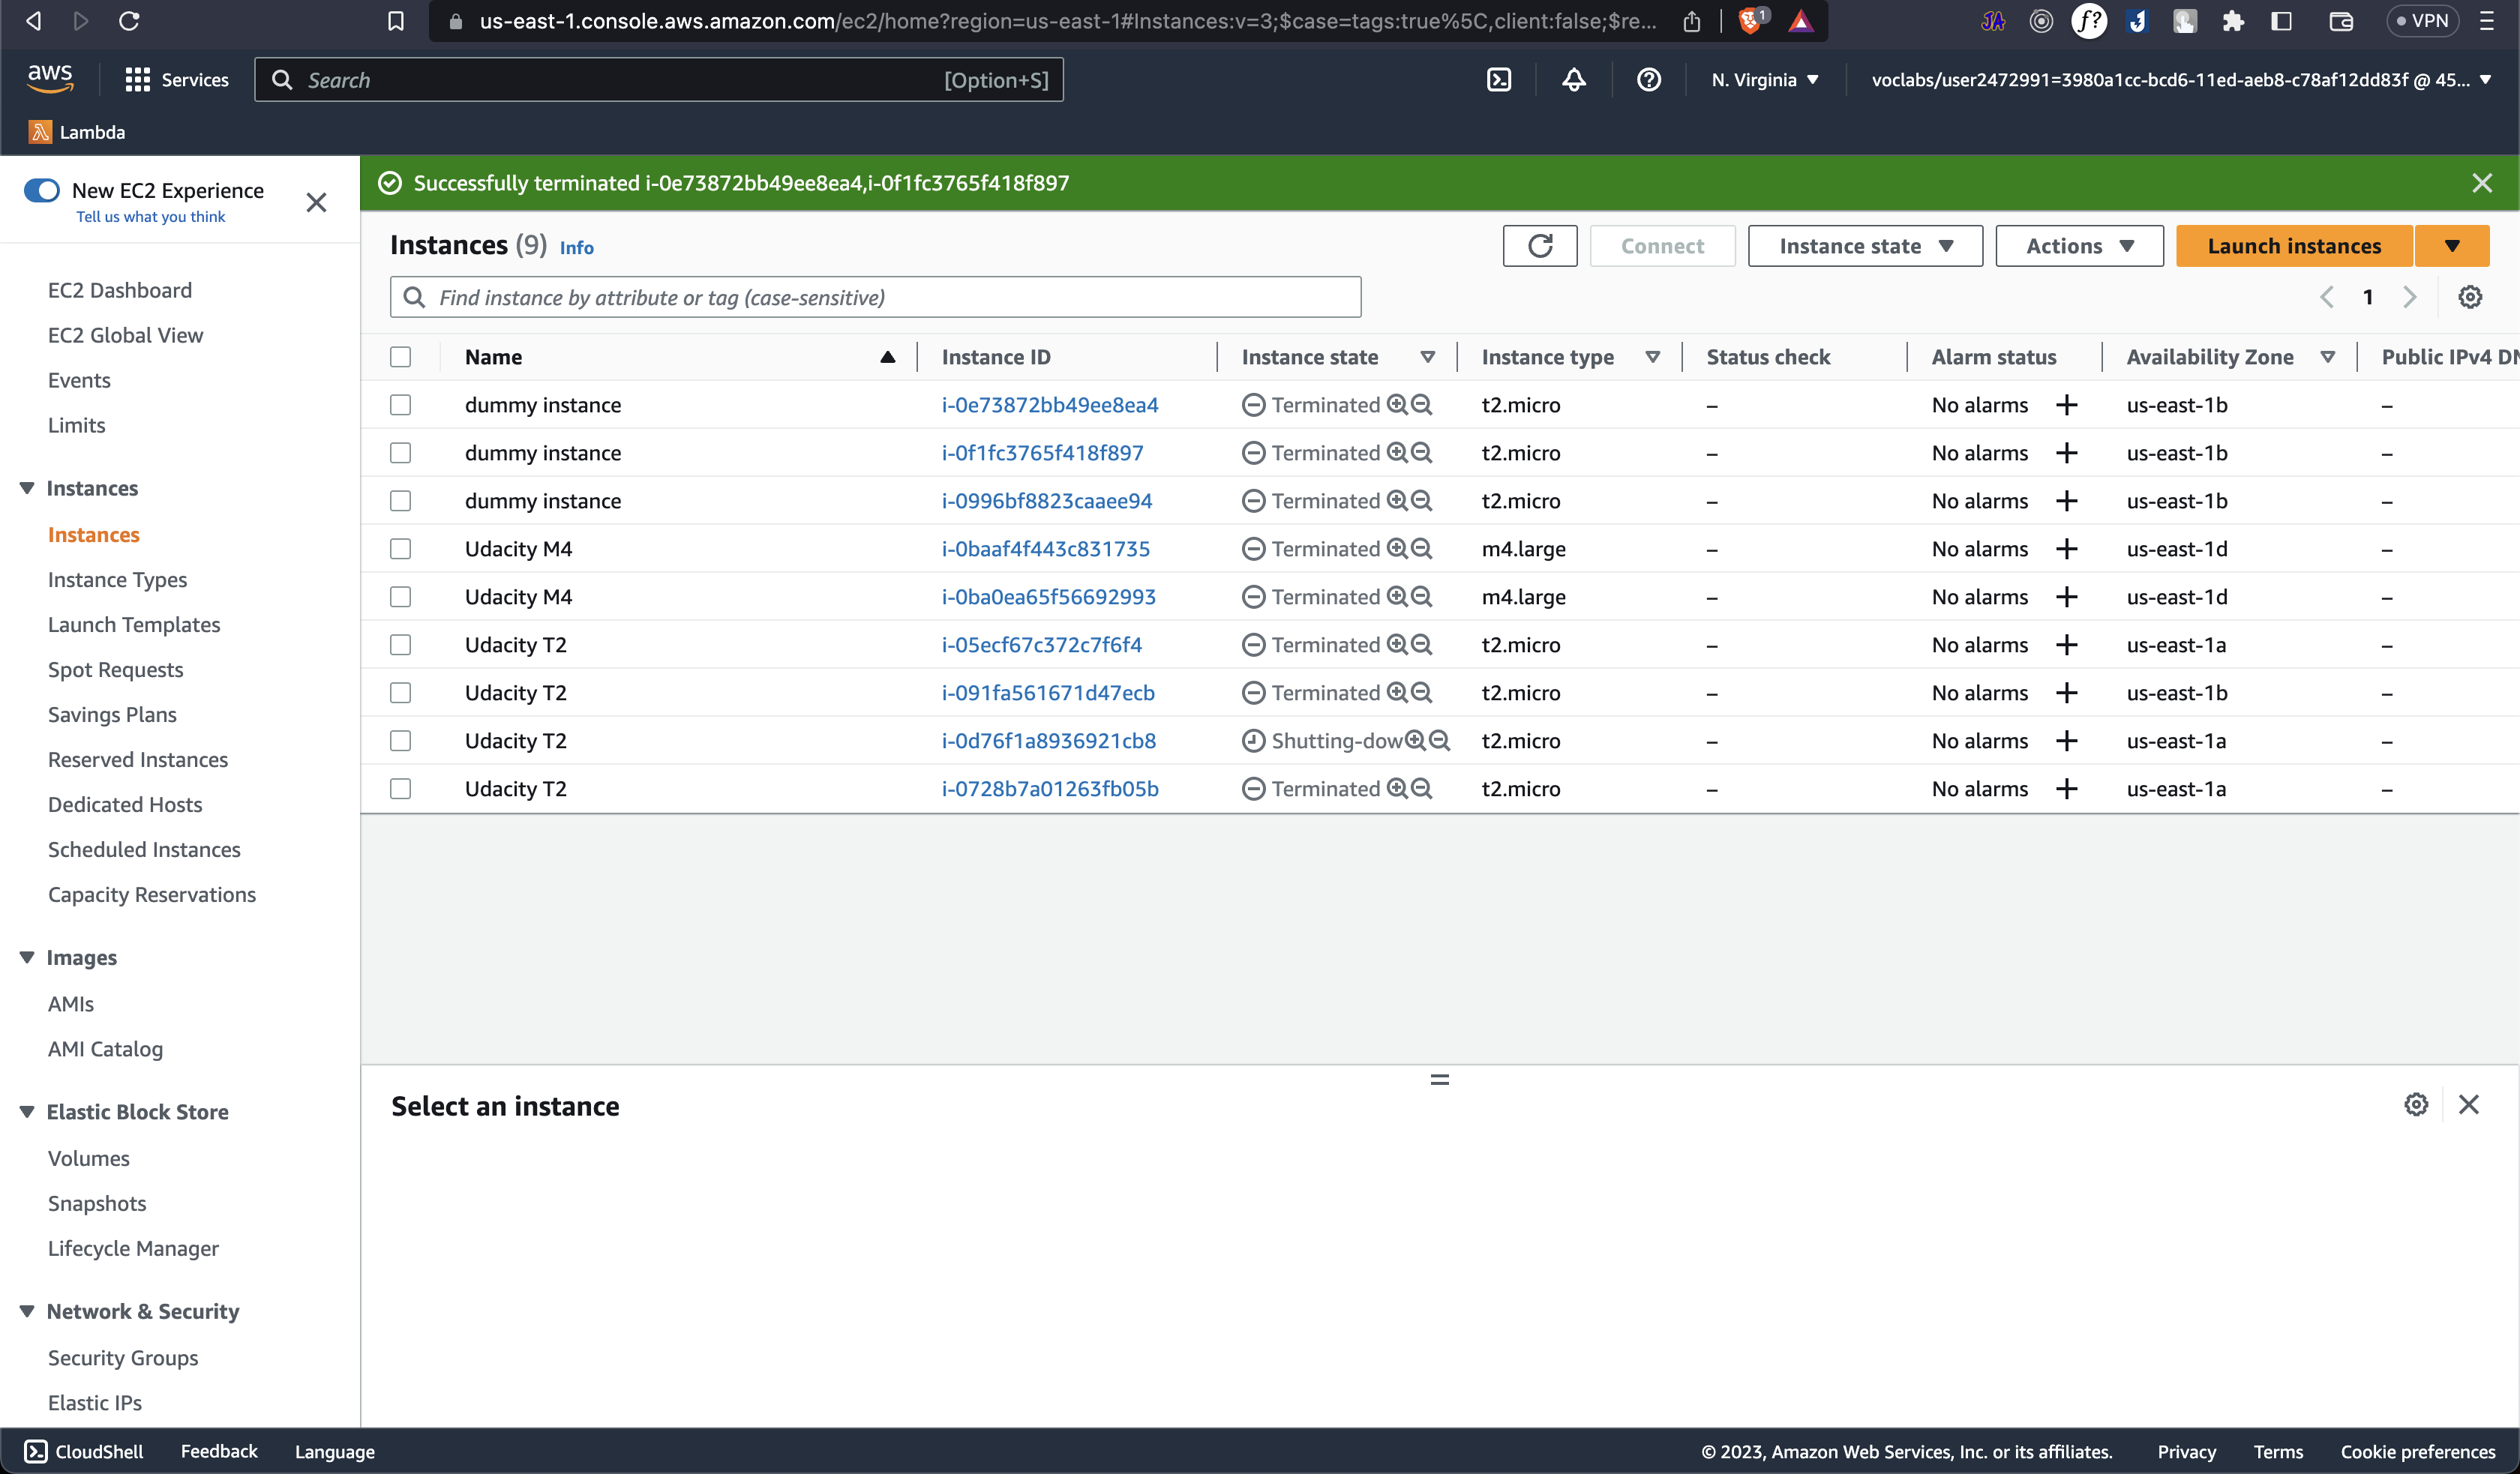 us-east-1.console.aws.amazon.com/ec2/home?region=us-east-1#Instances:v=3;$case=tags:true%5C,client:false;$re...
1
JA
f?
VPN
aws
Services
Search
[Option+S]
N. Virginia
voclabs/user2472991=3980a1cc-bcd6-11ed-aeb8-c78af12dd83f @ 45...
Lambda
New EC2 Experience
Tell us what you think
EC2 Dashboard
EC2 Global View
Events
Limits
Instances
Instances
Instance Types
Launch Templates
Spot Requests
Savings Plans
Reserved Instances
Dedicated Hosts
Scheduled Instances
Capacity Reservations
Images
AMIs
AMI Catalog
Elastic Block Store
Volumes
Snapshots
Lifecycle Manager
Network & Security
Security Groups
Elastic IPs
Successfully terminated i-0e73872bb49ee8ea4,i-0f1fc3765f418f897
Instances (9) Info
Connect
Instance state
Actions
Launch instances
Find instance by attribute or tag (case-sensitive)
1
Name Instance ID Instance state Instance type Status check Alarm status Availability Zone Public IPv4 DN
dummy instance i-0e73872bb49ee8ea4 Terminated t2.micro – No alarms + us-east-1b –
dummy instance i-0f1fc3765f418f897 Terminated t2.micro – No alarms + us-east-1b –
dummy instance i-0996bf8823caaee94 Terminated t2.micro – No alarms + us-east-1b –
Udacity M4 i-0baaf4f443c831735 Terminated m4.large – No alarms + us-east-1d –
Udacity M4 i-0ba0ea65f56692993 Terminated m4.large – No alarms + us-east-1d –
Udacity T2 i-05ecf67c372c7f6f4 Terminated t2.micro – No alarms + us-east-1a –
Udacity T2 i-091fa561671d47ecb Terminated t2.micro – No alarms + us-east-1b –
Udacity T2 i-0d76f1a8936921cb8 Shutting-dow t2.micro – No alarms + us-east-1a –
Udacity T2 i-0728b7a01263fb05b Terminated t2.micro – No alarms + us-east-1a –
Select an instance
CloudShell
Feedback
Language
© 2023, Amazon Web Services, Inc. or its affiliates.
Privacy
Terms
Cookie preferences